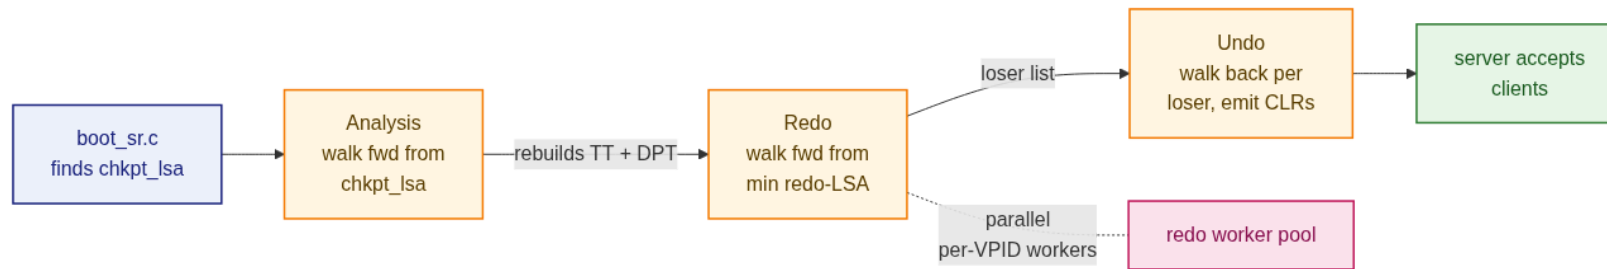 boot_sr.c
finds chkpt_lsa
Analysis
walk fwd from
chkpt_lsa
rebuilds TT + DPT
Redo
walk fwd from
min redo-LSA
loser list
Undo
walk back per
loser, emit CLRs
server accepts
clients
parallel
per-VPID workers
redo worker pool